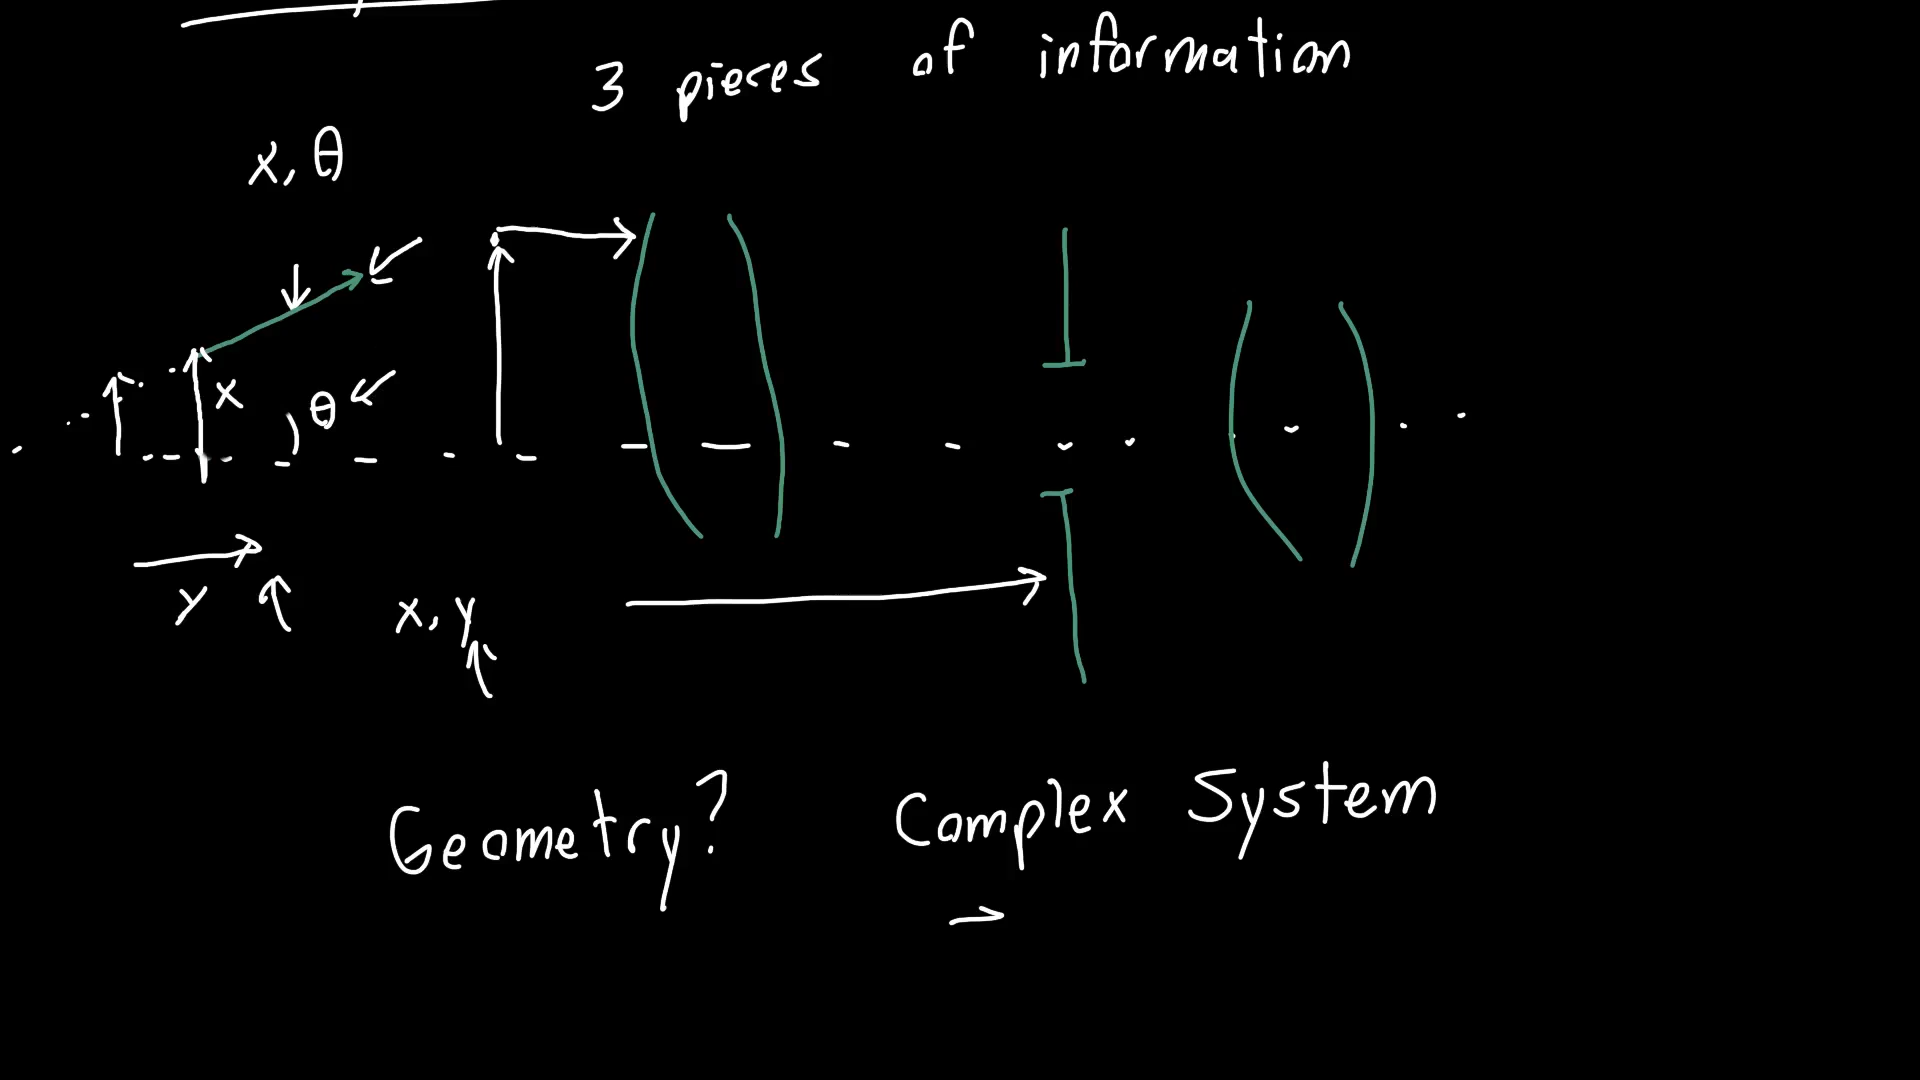 3 pieces of information
x, θ
x
θ
y
x, y
Geometry?
Complex System